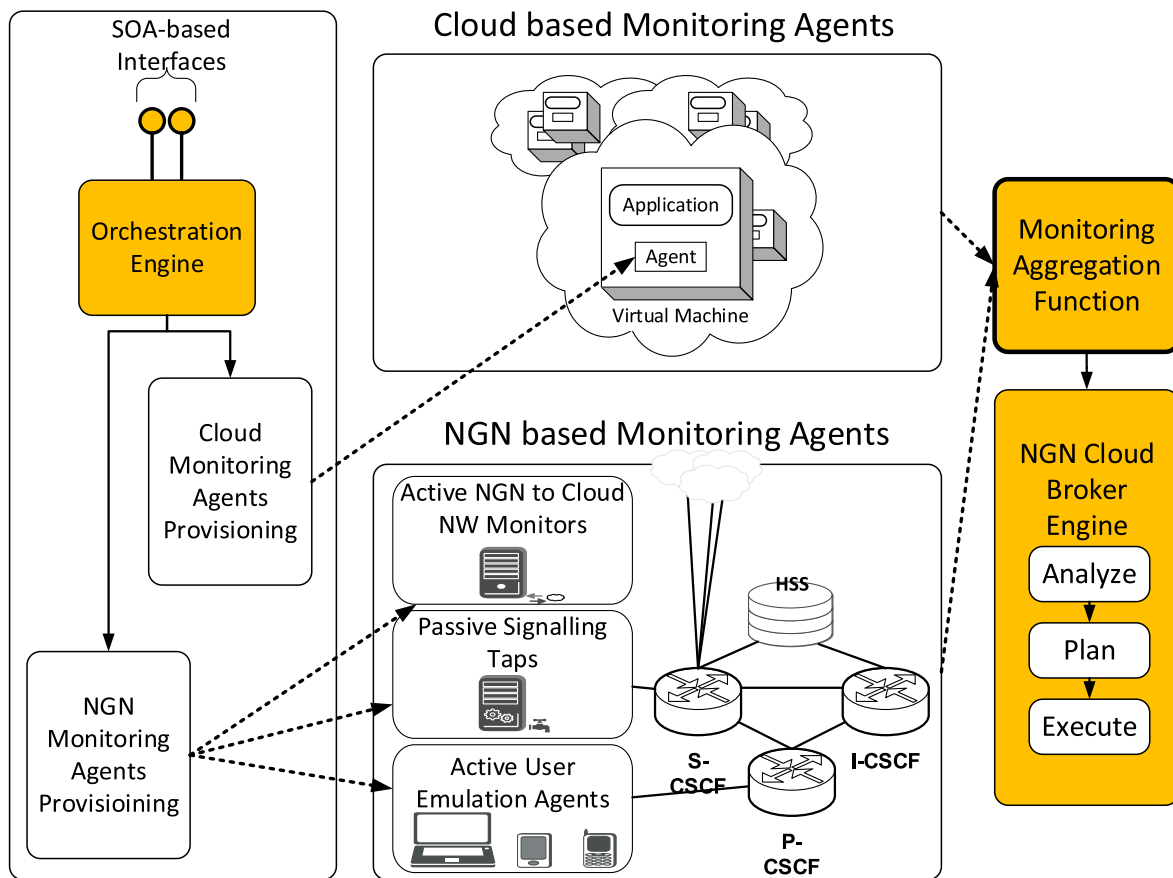 SOA-based
Interfaces
Orchestration
Engine
Cloud
Monitoring
Agents
Provisioning
NGN
Monitoring
Agents
Provisioining
Cloud based Monitoring Agents
Application
Agent
Virtual Machine
NGN based Monitoring Agents
Active NGN to Cloud
NW Monitors
Passive Signalling
Taps
Active User
Emulation Agents
HSS
S-
CSCF
I-CSCF
P-
CSCF
Monitoring
Aggregation
Function
NGN Cloud
Broker
Engine
Analyze
Plan
Execute